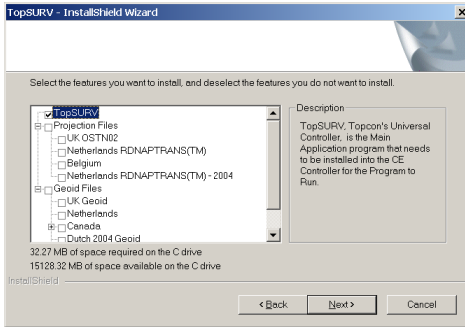 TopSURV - InstallShield Wizard
Select the features you want to install, and deselect the features you do not want to install.
TopSURV
Projection Files
UK OSTN02
Netherlands RDNAPTRANS(TM)
Belgium
Netherlands RDNAPTRANS(TM) - 2004
Geoid Files
UK Geoid
Netherlands
Canada
Dutch 2004 Geoid
Description
TopSURV, Topcon's Universal
Controller, is the Main
Application program that needs
to be installed into the CE
Controller for the Program to
Run.
32.27 MB of space required on the C drive
15128.32 MB of space available on the C drive
InstallShield
< Back
Next >
Cancel